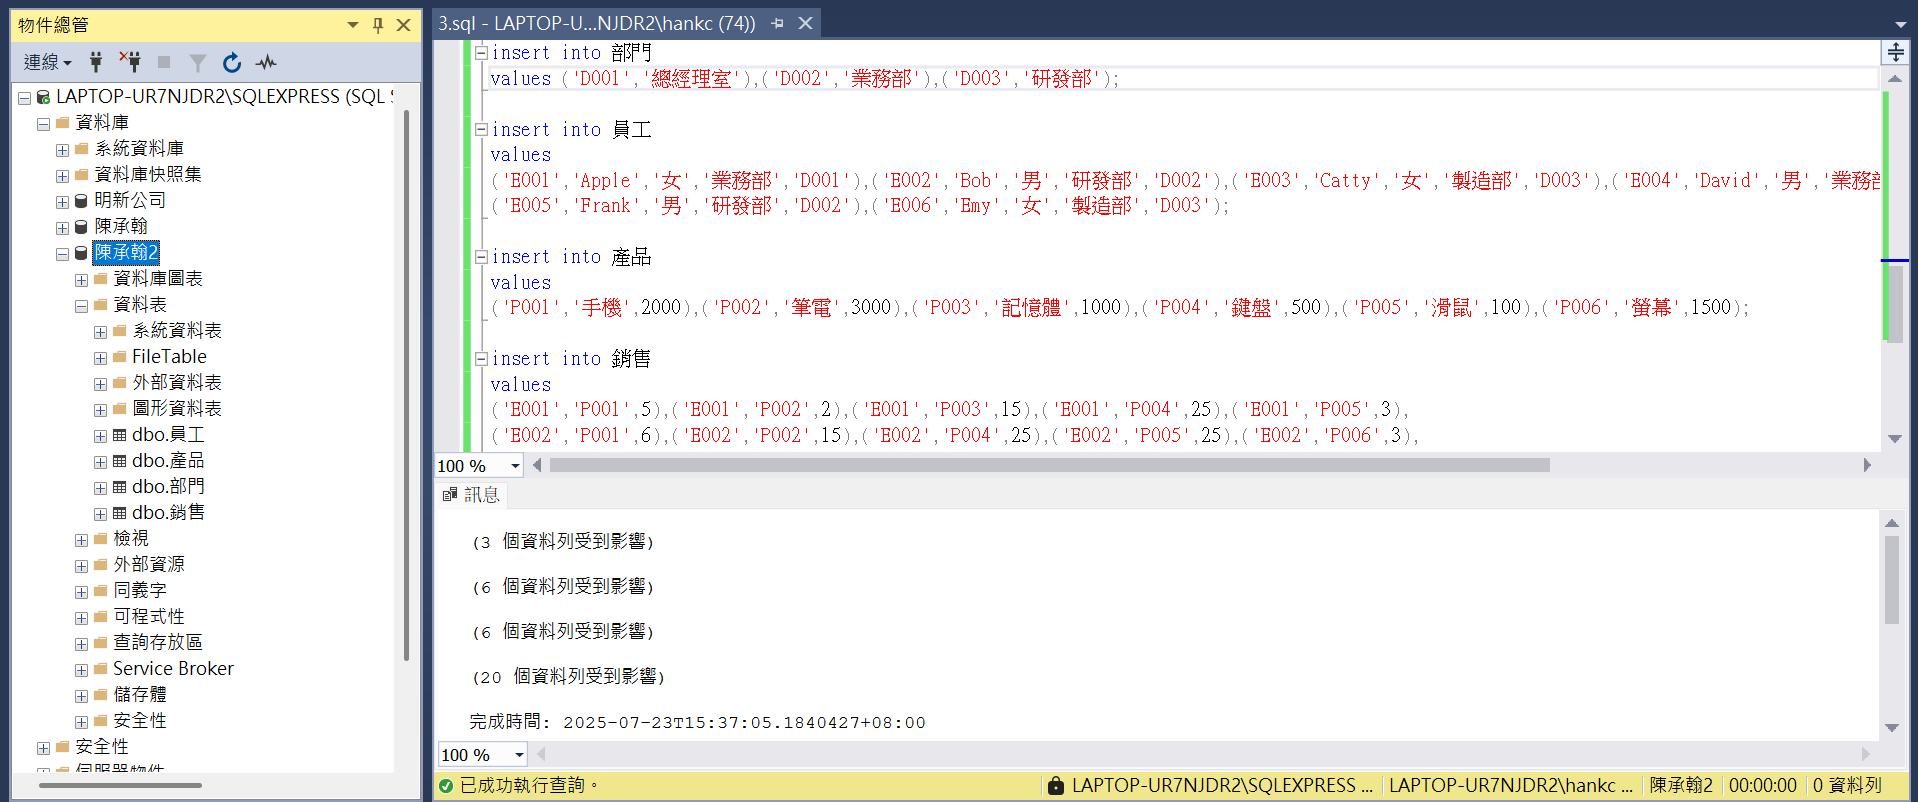 物件總管
連線
LAPTOP-UR7NJDR2\SQLEXPRESS (SQL S
資料庫
系統資料庫
資料庫快照集
明新公司
陳承翰
陳承翰2
資料庫圖表
資料表
系統資料表
FileTable
外部資料表
圖形資料表
dbo.員工
dbo.產品
dbo.部門
dbo.銷售
檢視
外部資源
同義字
可程式性
查詢存放區
Service Broker
儲存體
安全性
安全性
伺服器物件
3.sql - LAPTOP-U...NJDR2\hankc (74))
insert into 部門
values ('D001','總經理室'),('D002','業務部'),('D003','研發部');
insert into 員工
values
('E001','Apple','女','業務部','D001'),('E002','Bob','男','研發部','D002'),('E003','Catty','女','製造部','D003'),('E004','David','男','業務部
('E005','Frank','男','研發部','D002'),('E006','Emy','女','製造部','D003');
insert into 產品
values
('P001','手機',2000),('P002','筆電',3000),('P003','記憶體',1000),('P004','鍵盤',500),('P005','滑鼠',100),('P006','螢幕',1500);
insert into 銷售
values
('E001','P001',5),('E001','P002',2),('E001','P003',15),('E001','P004',25),('E001','P005',3),
('E002','P001',6),('E002','P002',15),('E002','P004',25),('E002','P005',25),('E002','P006',3),
100 %
訊息
(3 個資料列受到影響)
(6 個資料列受到影響)
(6 個資料列受到影響)
(20 個資料列受到影響)
完成時間: 2025-07-23T15:37:05.1840427+08:00
100 %
已成功執行查詢。
LAPTOP-UR7NJDR2\SQLEXPRESS ...
LAPTOP-UR7NJDR2\hankc ...
陳承翰2
00:00:00
0 資料列